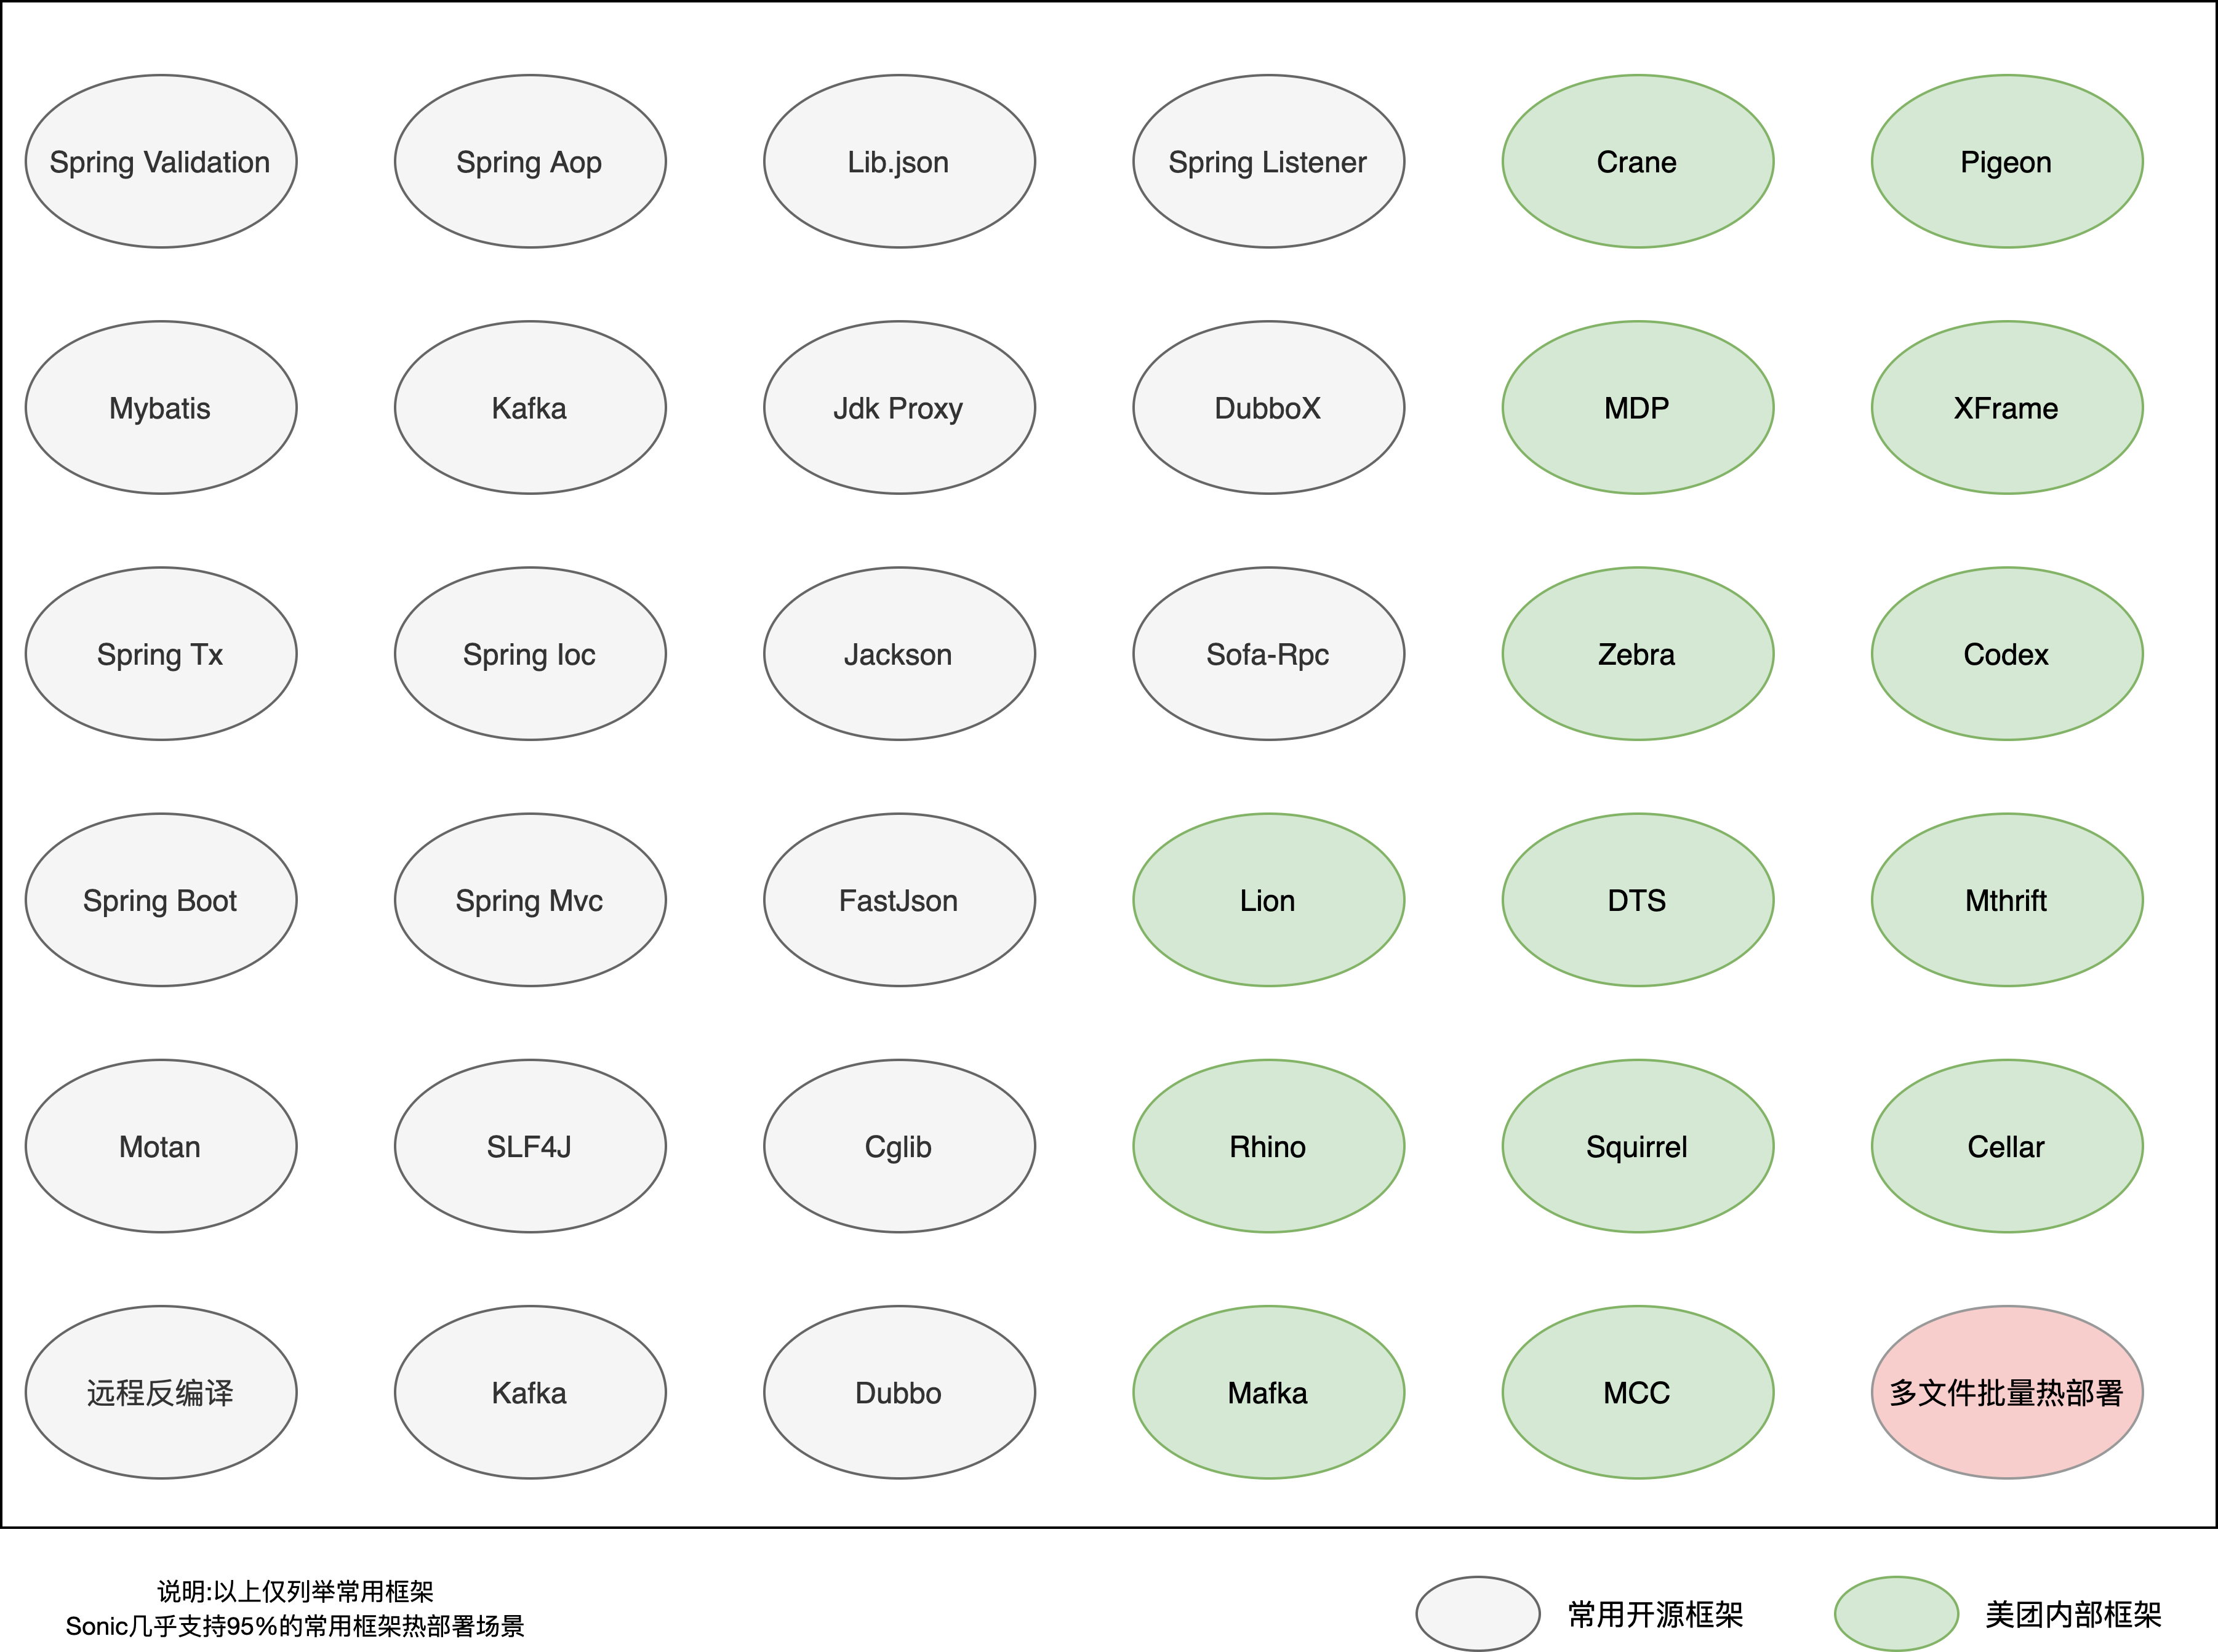 Spring Validation
Spring Aop
Lib.json
Spring Listener
Crane
Pigeon
Mybatis
Kafka
Jdk Proxy
DubboX
MDP
XFrame
Spring Tx
Spring Ioc
Jackson
Sofa-Rpc
Zebra
Codex
Spring Boot
Spring Mvc
FastJson
Lion
DTS
Mthrift
Motan
SLF4J
Cglib
Rhino
Squirrel
Cellar
远程反编译
Kafka
Dubbo
Mafka
MCC
多文件批量热部署
说明:以上仅列举常用框架
Sonic几乎支持95%的常用框架热部署场景
常用开源框架
美团内部框架